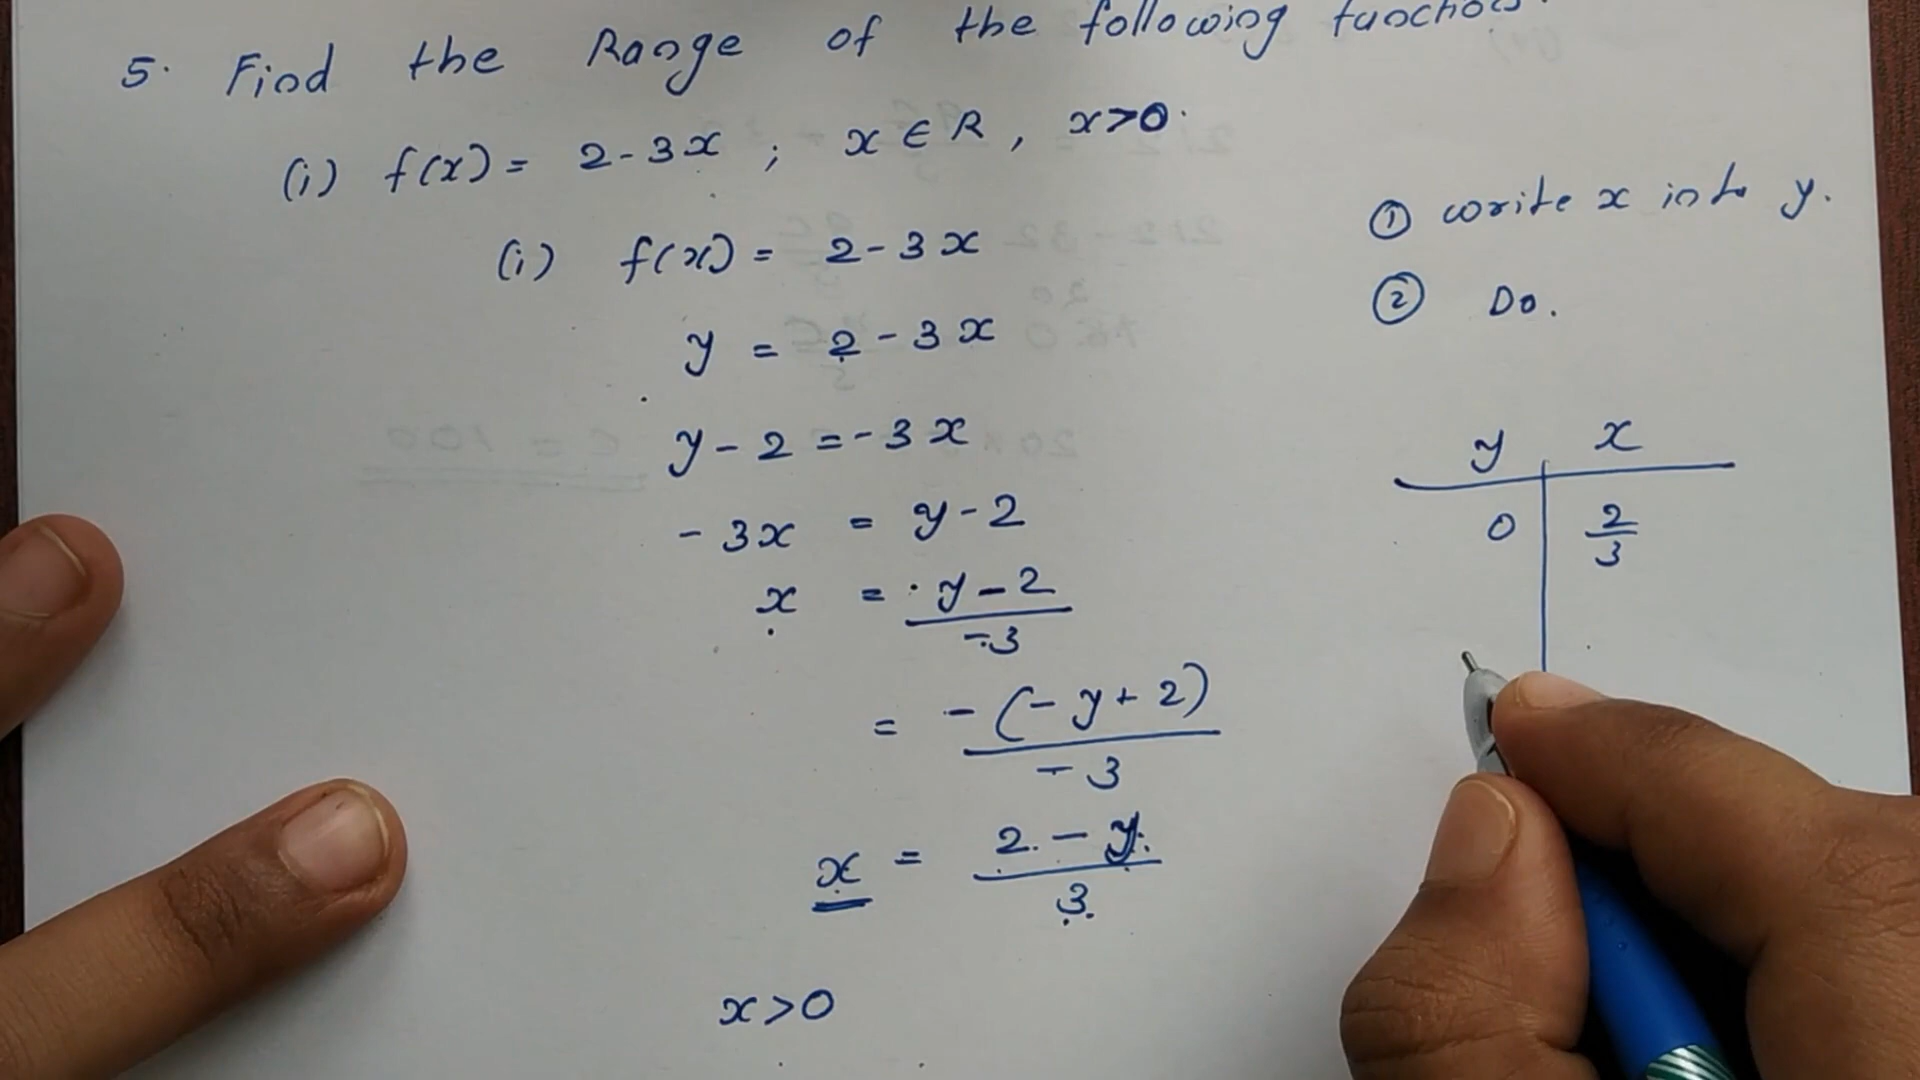 5. Find the Range of the following function.
(i) f(x) = 2-3x ; x ∈ R , x>0.
① write x into y.
(i) f(x) = 2-3x
② Do.
y = 2-3x
y-2 = -3x
y x
-3x = y-2
0 2/3
x = y-2/-3
= -(-y+2)/-3
x = 2-y/3
x>0